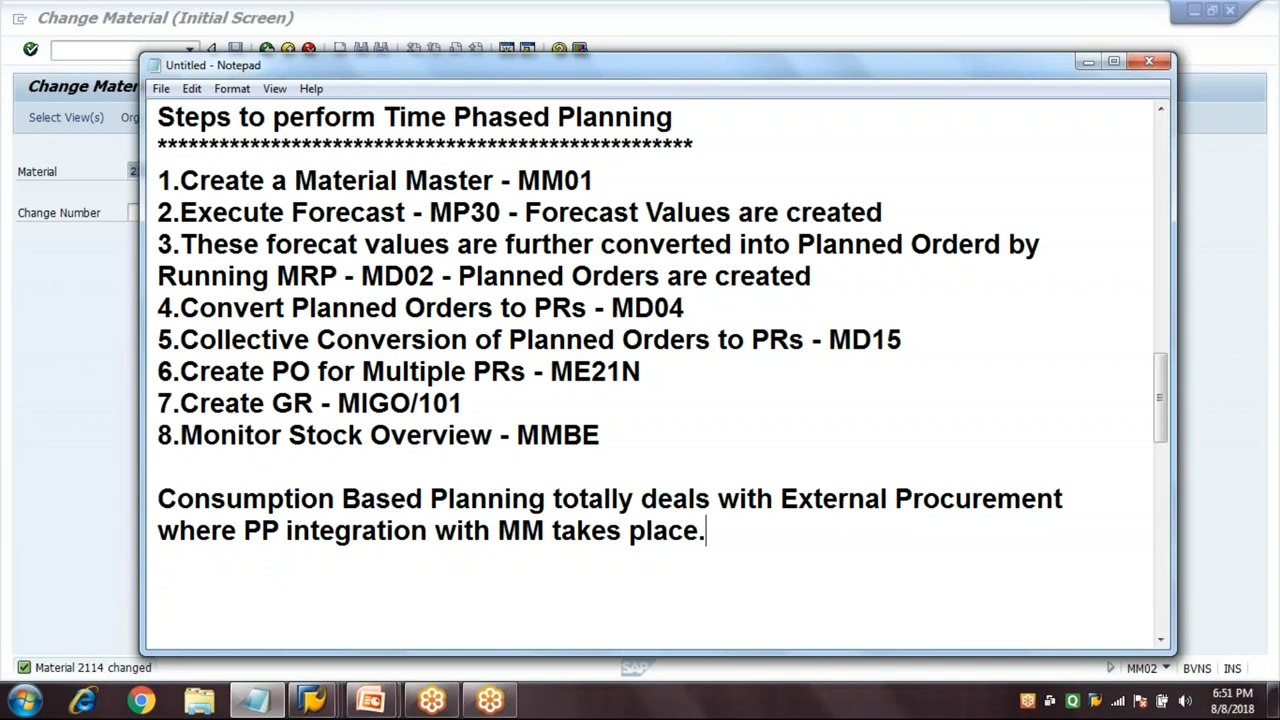 Change Material (Initial Screen)
Untitled - Notepad
File Edit Format View Help
Change Mater
Select View(s) Org
Material 2
Change Number
Steps to perform Time Phased Planning
****************************************************
1.Create a Material Master - MM01
2.Execute Forecast - MP30 - Forecast Values are created
3.These forecat values are further converted into Planned Orderd by
Running MRP - MD02 - Planned Orders are created
4.Convert Planned Orders to PRs - MD04
5.Collective Conversion of Planned Orders to PRs - MD15
6.Create PO for Multiple PRs - ME21N
7.Create GR - MIGO/101
8.Monitor Stock Overview - MMBE
Consumption Based Planning totally deals with External Procurement
where PP integration with MM takes place.
Material 2114 changed
SAP
MM02 BVNS INS
6:51 PM
8/8/2018